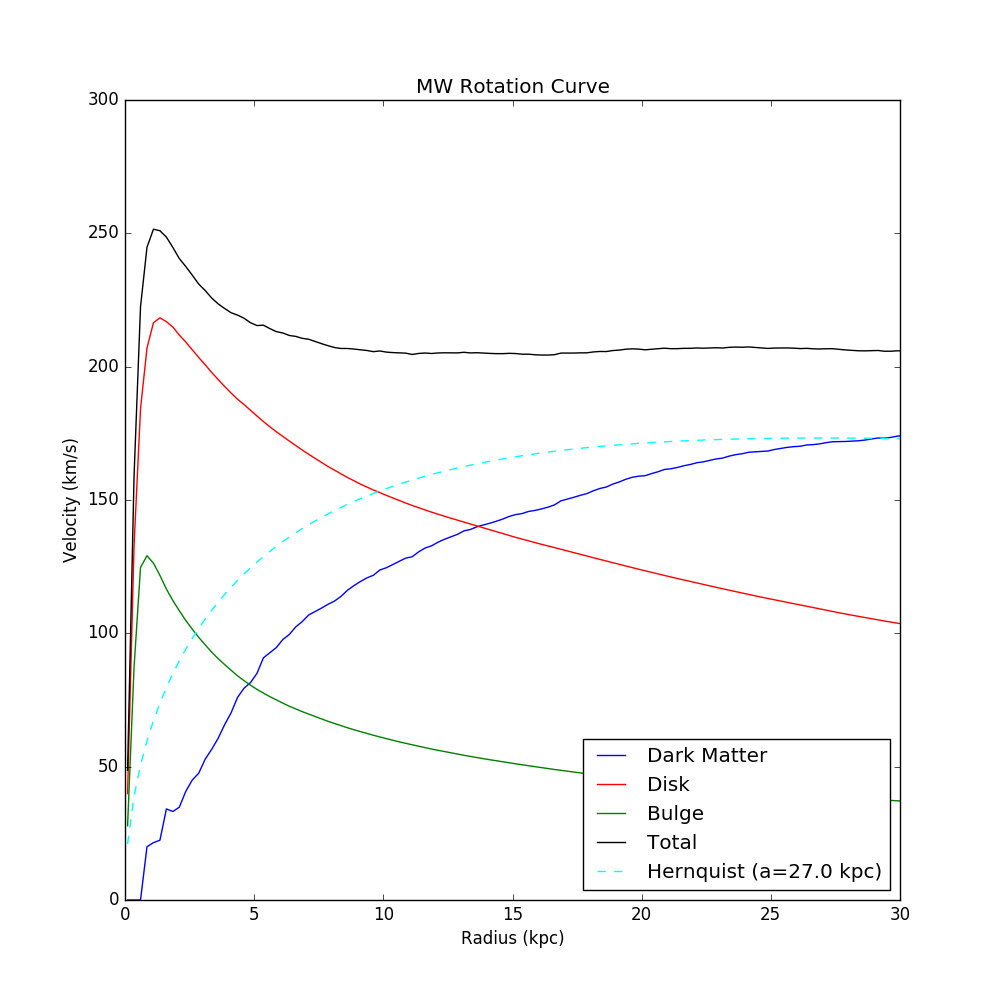 MW Rotation Curve
300
250
200
150
100
50
0
Velocity (km/s)
Dark Matter
Disk
Bulge
Total
Hernquist (a=27.0 kpc)
0 5 10 15 20 25 30
Radius (kpc)